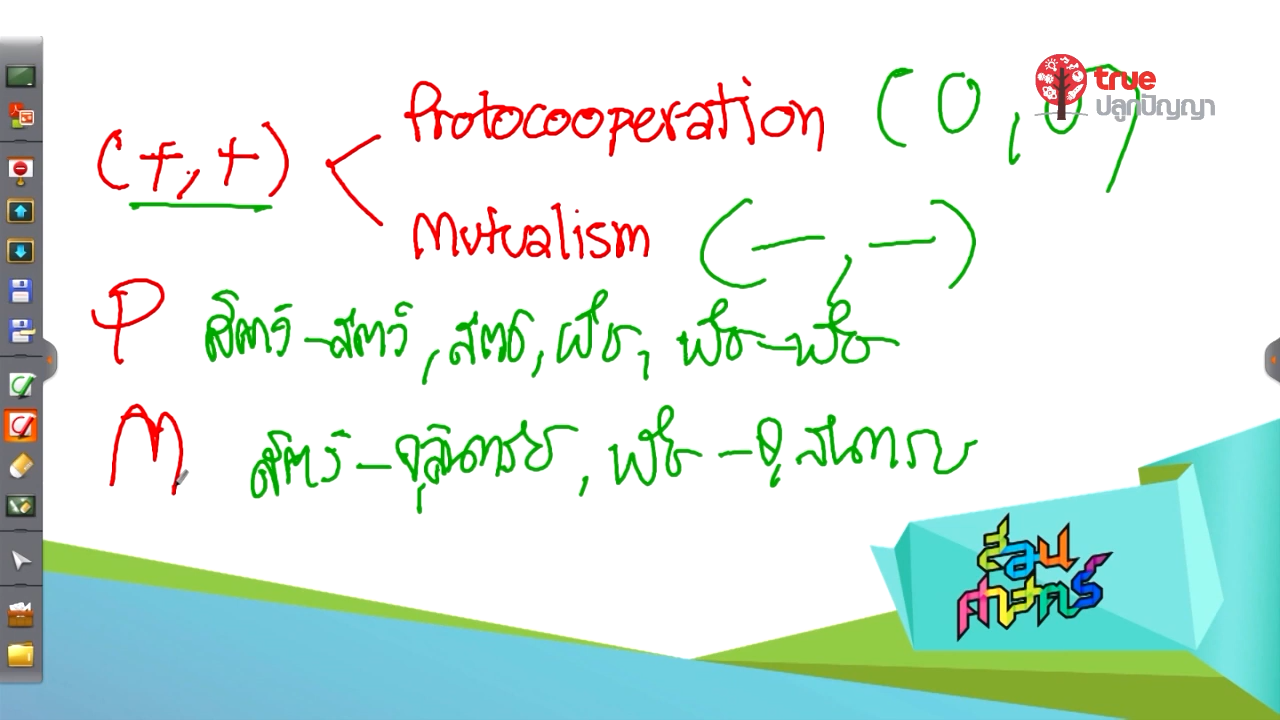 true
ปลูกปัญญา
(+,+) < Protocooperation (0,0)
Mutualism (—,—)
P สัตว์-สัตว์, สัตว์,พืช, พืช-พืช
M สัตว์-จุลินทรีย์, พืช-จุลินทรีย์
สอน
ศาสตร์